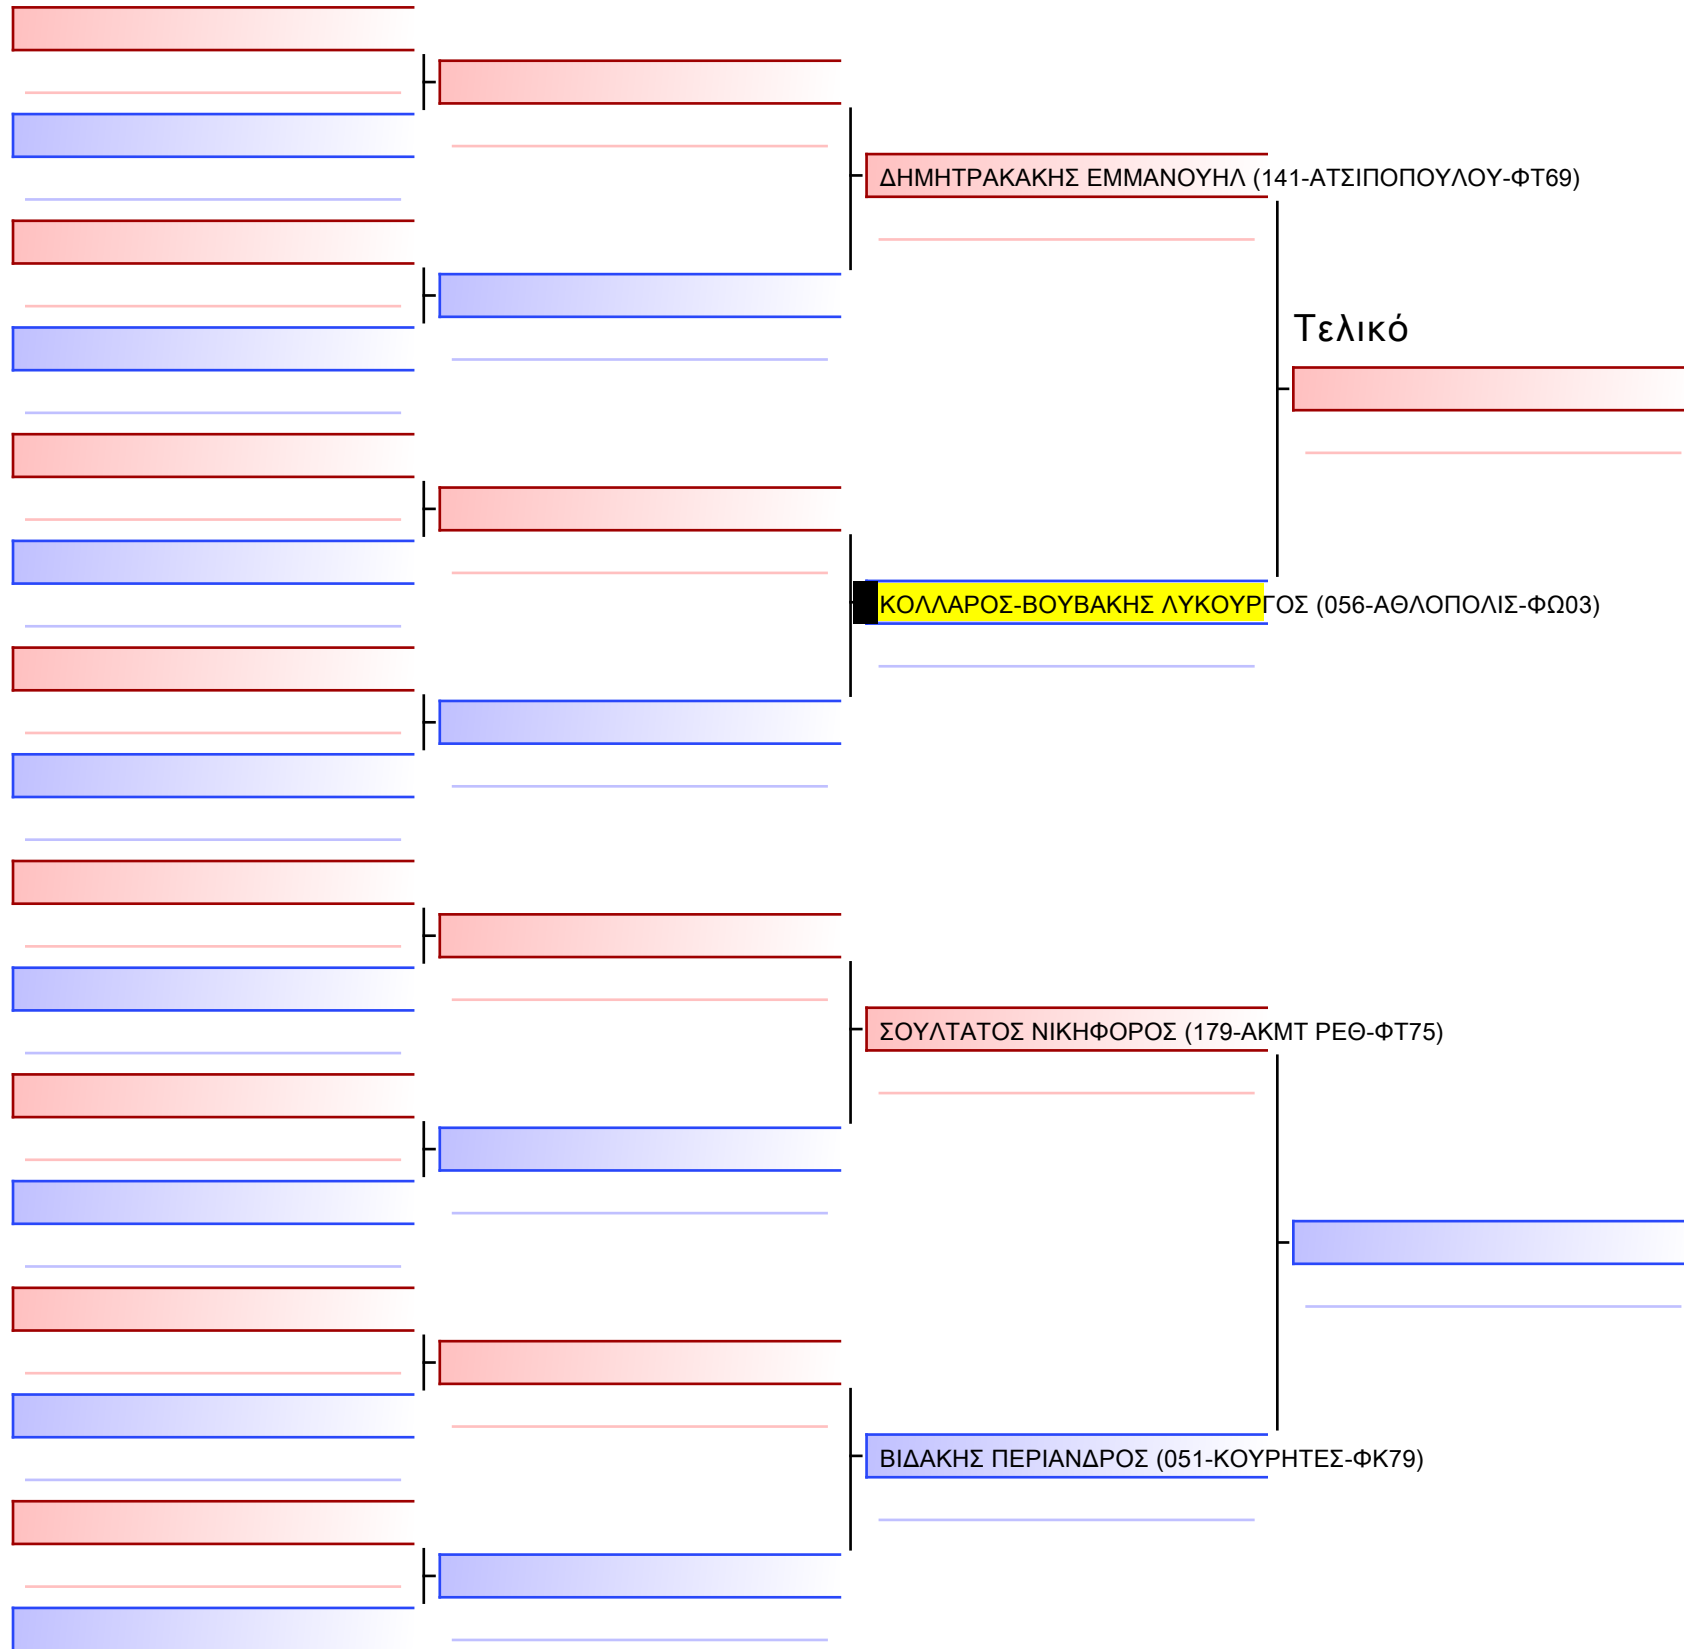 ΔΗΜΗΤΡΑΚΑΚΗΣ ΕΜΜΑΝΟΥΗΛ (141-ΑΤΣΙΠΟΠΟΥΛΟΥ-ΦΤ69)
Τελικό
ΚΟΛΛΑΡΟΣ-ΒΟΥΒΑΚΗΣ ΛΥΚΟΥΡΓΟΣ (056-ΑΘΛΟΠΟΛΙΣ-ΦΩ03)
ΣΟΥΛΤΑΤΟΣ ΝΙΚΗΦΟΡΟΣ (179-ΑΚΜΤ ΡΕΘ-ΦΤ75)
ΒΙΔΑΚΗΣ ΠΕΡΙΑΝΔΡΟΣ (051-ΚΟΥΡΗΤΕΣ-ΦΚ79)